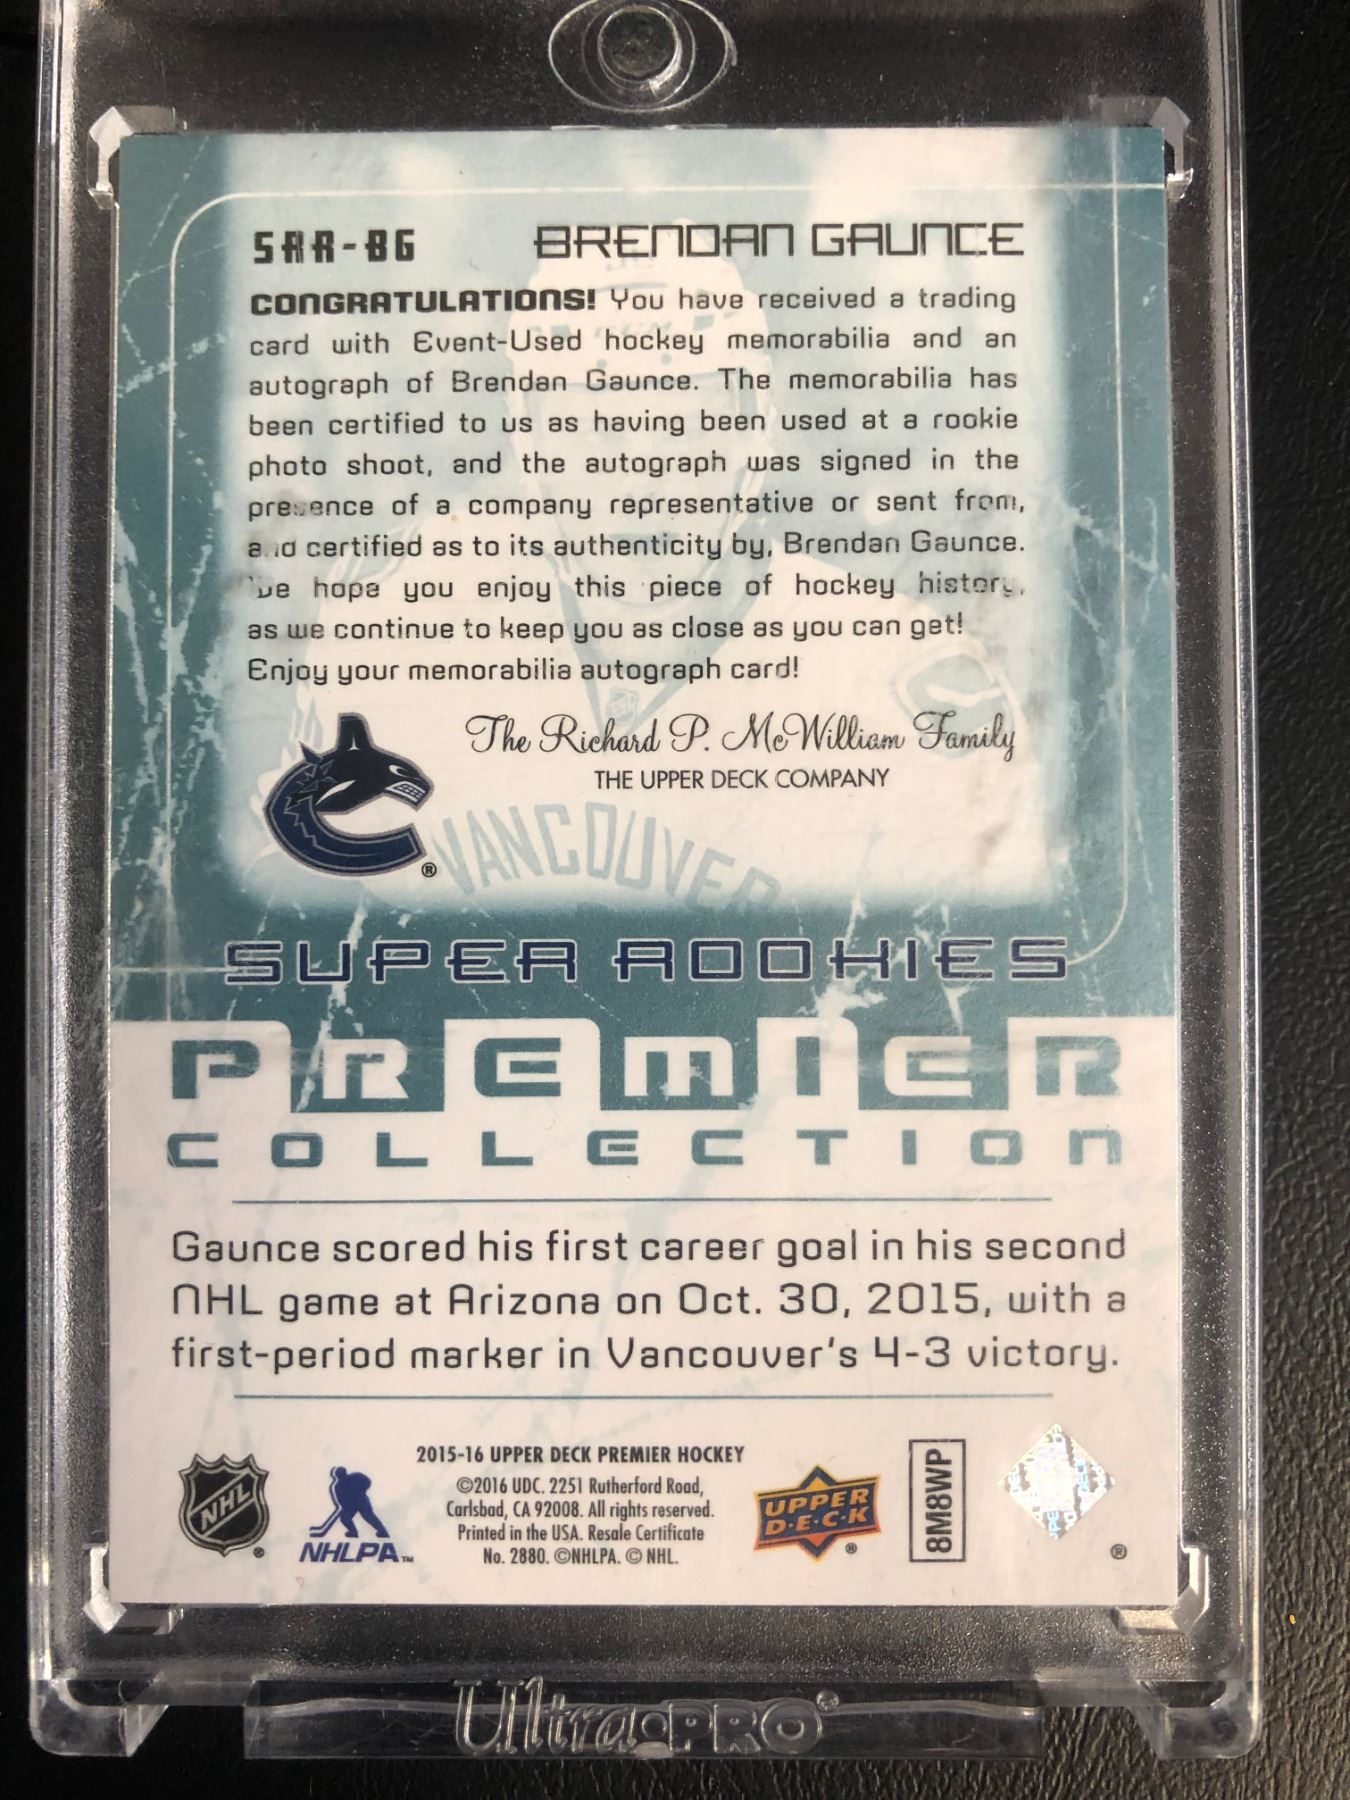 SRR-BG BRENDAN GAUNCE
CONGRATULATIONS! You have received a trading
card with Event-Used hockey memorabilia and an
autograph of Brendan Gaunce. The memorabilia has
been certified to us as having been used at a rookie
photo shoot, and the autograph was signed in the
presence of a company representative or sent from,
and certified as to its authenticity by, Brendan Gaunce.
We hope you enjoy this piece of hockey history,
as we continue to keep you as close as you can get!
Enjoy your memorabilia autograph card!
The Richard P. McWilliam Family
THE UPPER DECK COMPANY
®
VANCOUVER
SUPER ROOKIES
PREMIER
COLLECTION
Gaunce scored his first career goal in his second
NHL game at Arizona on Oct. 30, 2015, with a
first-period marker in Vancouver's 4-3 victory.
NHL ®
NHLPA™
2015-16 UPPER DECK PREMIER HOCKEY
©2016 UDC. 2251 Rutherford Road,
Carlsbad, CA 92008. All rights reserved.
Printed in the USA. Resale Certificate
No. 2880. ©NHLPA. © NHL.
UPPER
D·E·C·K
®
8M8WP
®
Ultra·PRO®